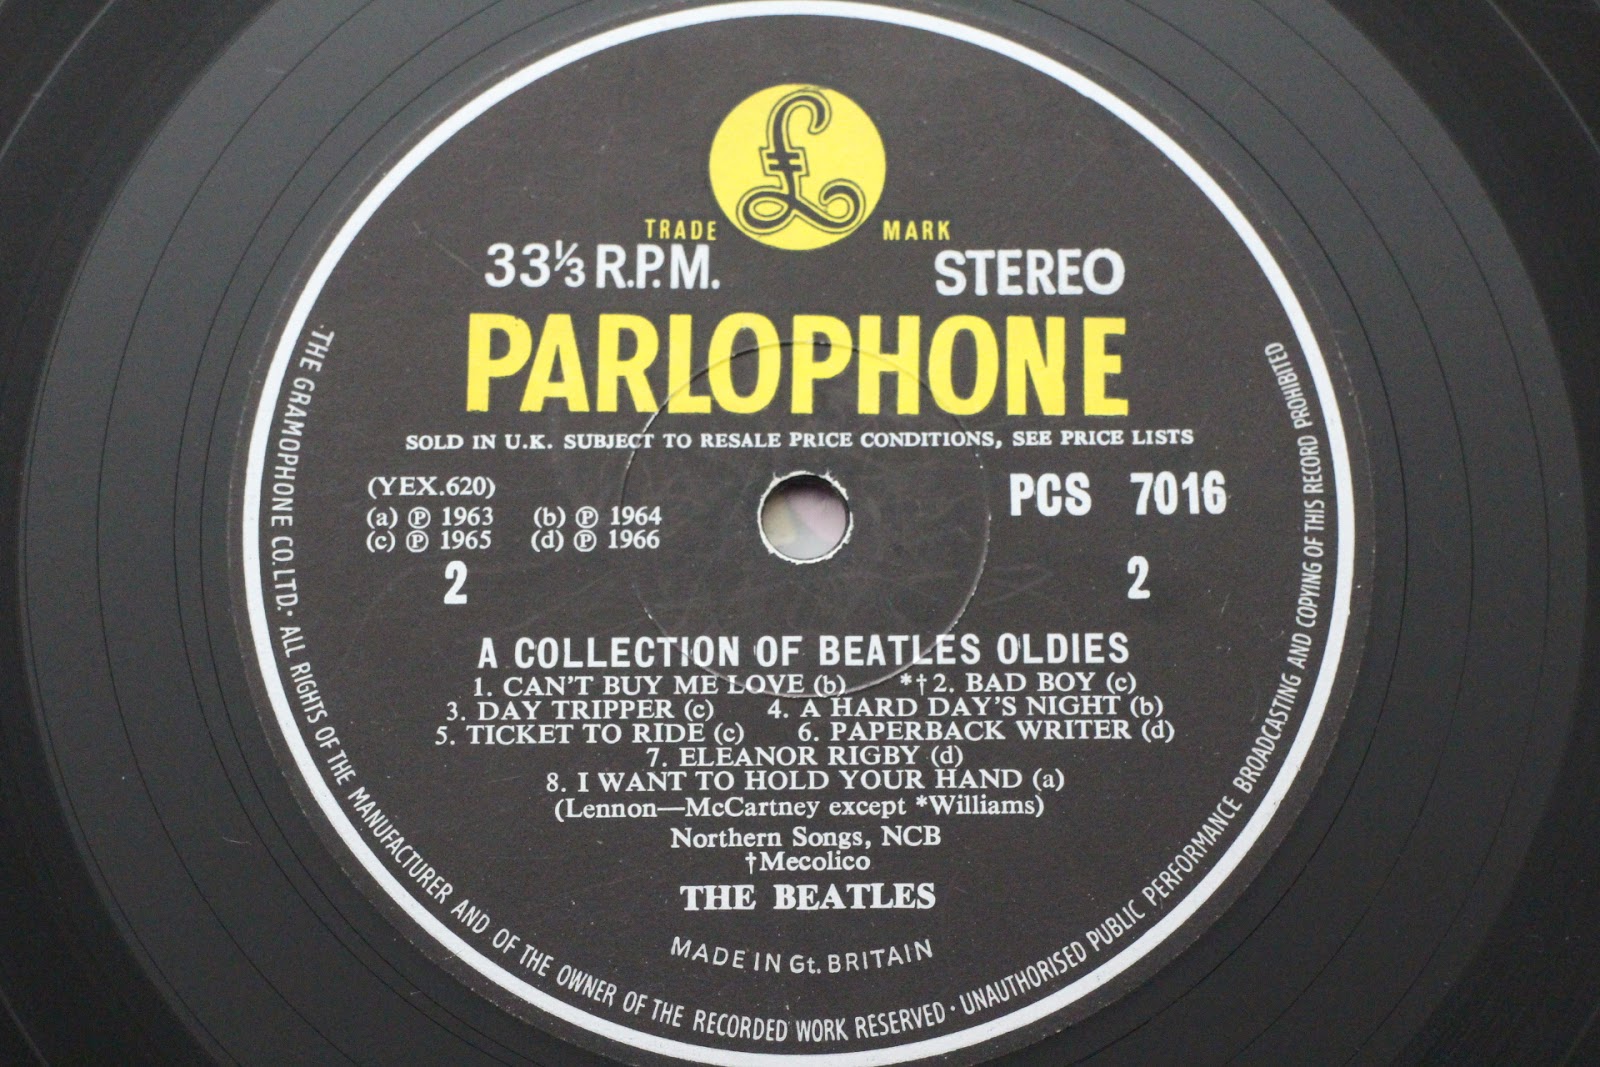 £
TRADE MARK
33⅓ R.P.M. STEREO
PARLOPHONE
SOLD IN U.K. SUBJECT TO RESALE PRICE CONDITIONS, SEE PRICE LISTS
(YEX.620) PCS 7016
(a) ℗ 1963 (b) ℗ 1964
(c) ℗ 1965 (d) ℗ 1966
2 2
A COLLECTION OF BEATLES OLDIES
1. CAN'T BUY ME LOVE (b) *†2. BAD BOY (c)
3. DAY TRIPPER (c) 4. A HARD DAY'S NIGHT (b)
5. TICKET TO RIDE (c) 6. PAPERBACK WRITER (d)
7. ELEANOR RIGBY (d)
8. I WANT TO HOLD YOUR HAND (a)
(Lennon—McCartney except *Williams)
Northern Songs, NCB
†Mecolico
THE BEATLES
MADE IN Gt. BRITAIN
·THE GRAMOPHONE CO. LTD. · ALL RIGHTS OF THE MANUFACTURER AND OF THE OWNER OF THE RECORDED WORK RESERVED · UNAUTHORISED PUBLIC PERFORMANCE BROADCASTING AND COPYING OF THIS RECORD PROHIBITED